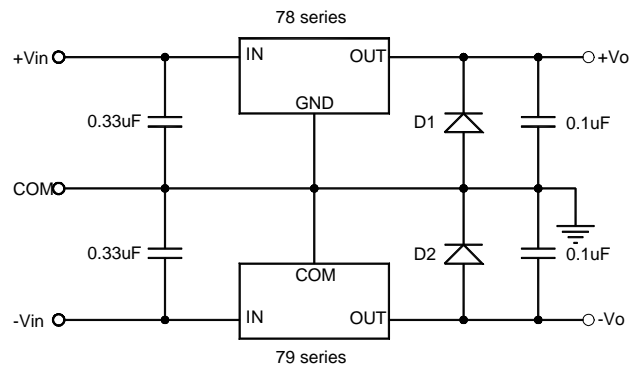 78 series
+Vin
IN
OUT
+Vo
GND
0.33uF
D1
0.1uF
COM
0.33uF
D2
0.1uF
COM
-Vin
IN
OUT
-Vo
79 series